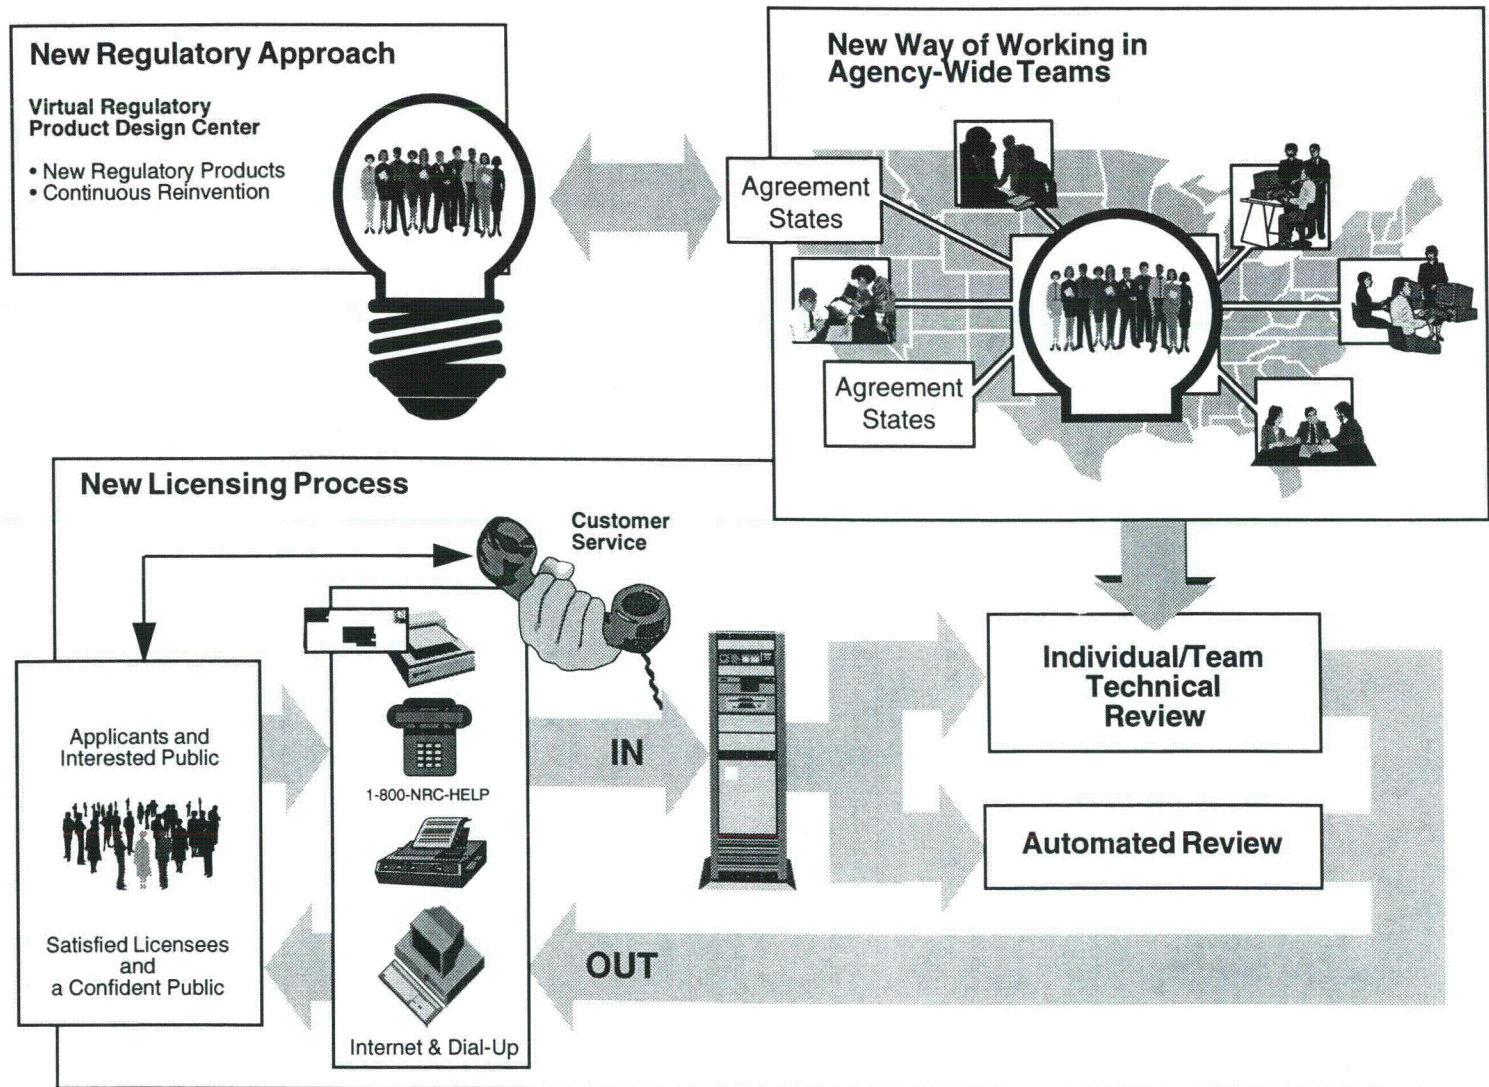 New Regulatory Approach
Virtual Regulatory
Product Design Center
• New Regulatory Products
• Continuous Reinvention
New Way of Working in
Agency-Wide Teams
Agreement
States
Agreement
States
New Licensing Process
Customer
Service
Applicants and
Interested Public
Satisfied Licensees
and
a Confident Public
1-800-NRC-HELP
Internet & Dial-Up
IN
OUT
Individual/Team
Technical
Review
Automated Review